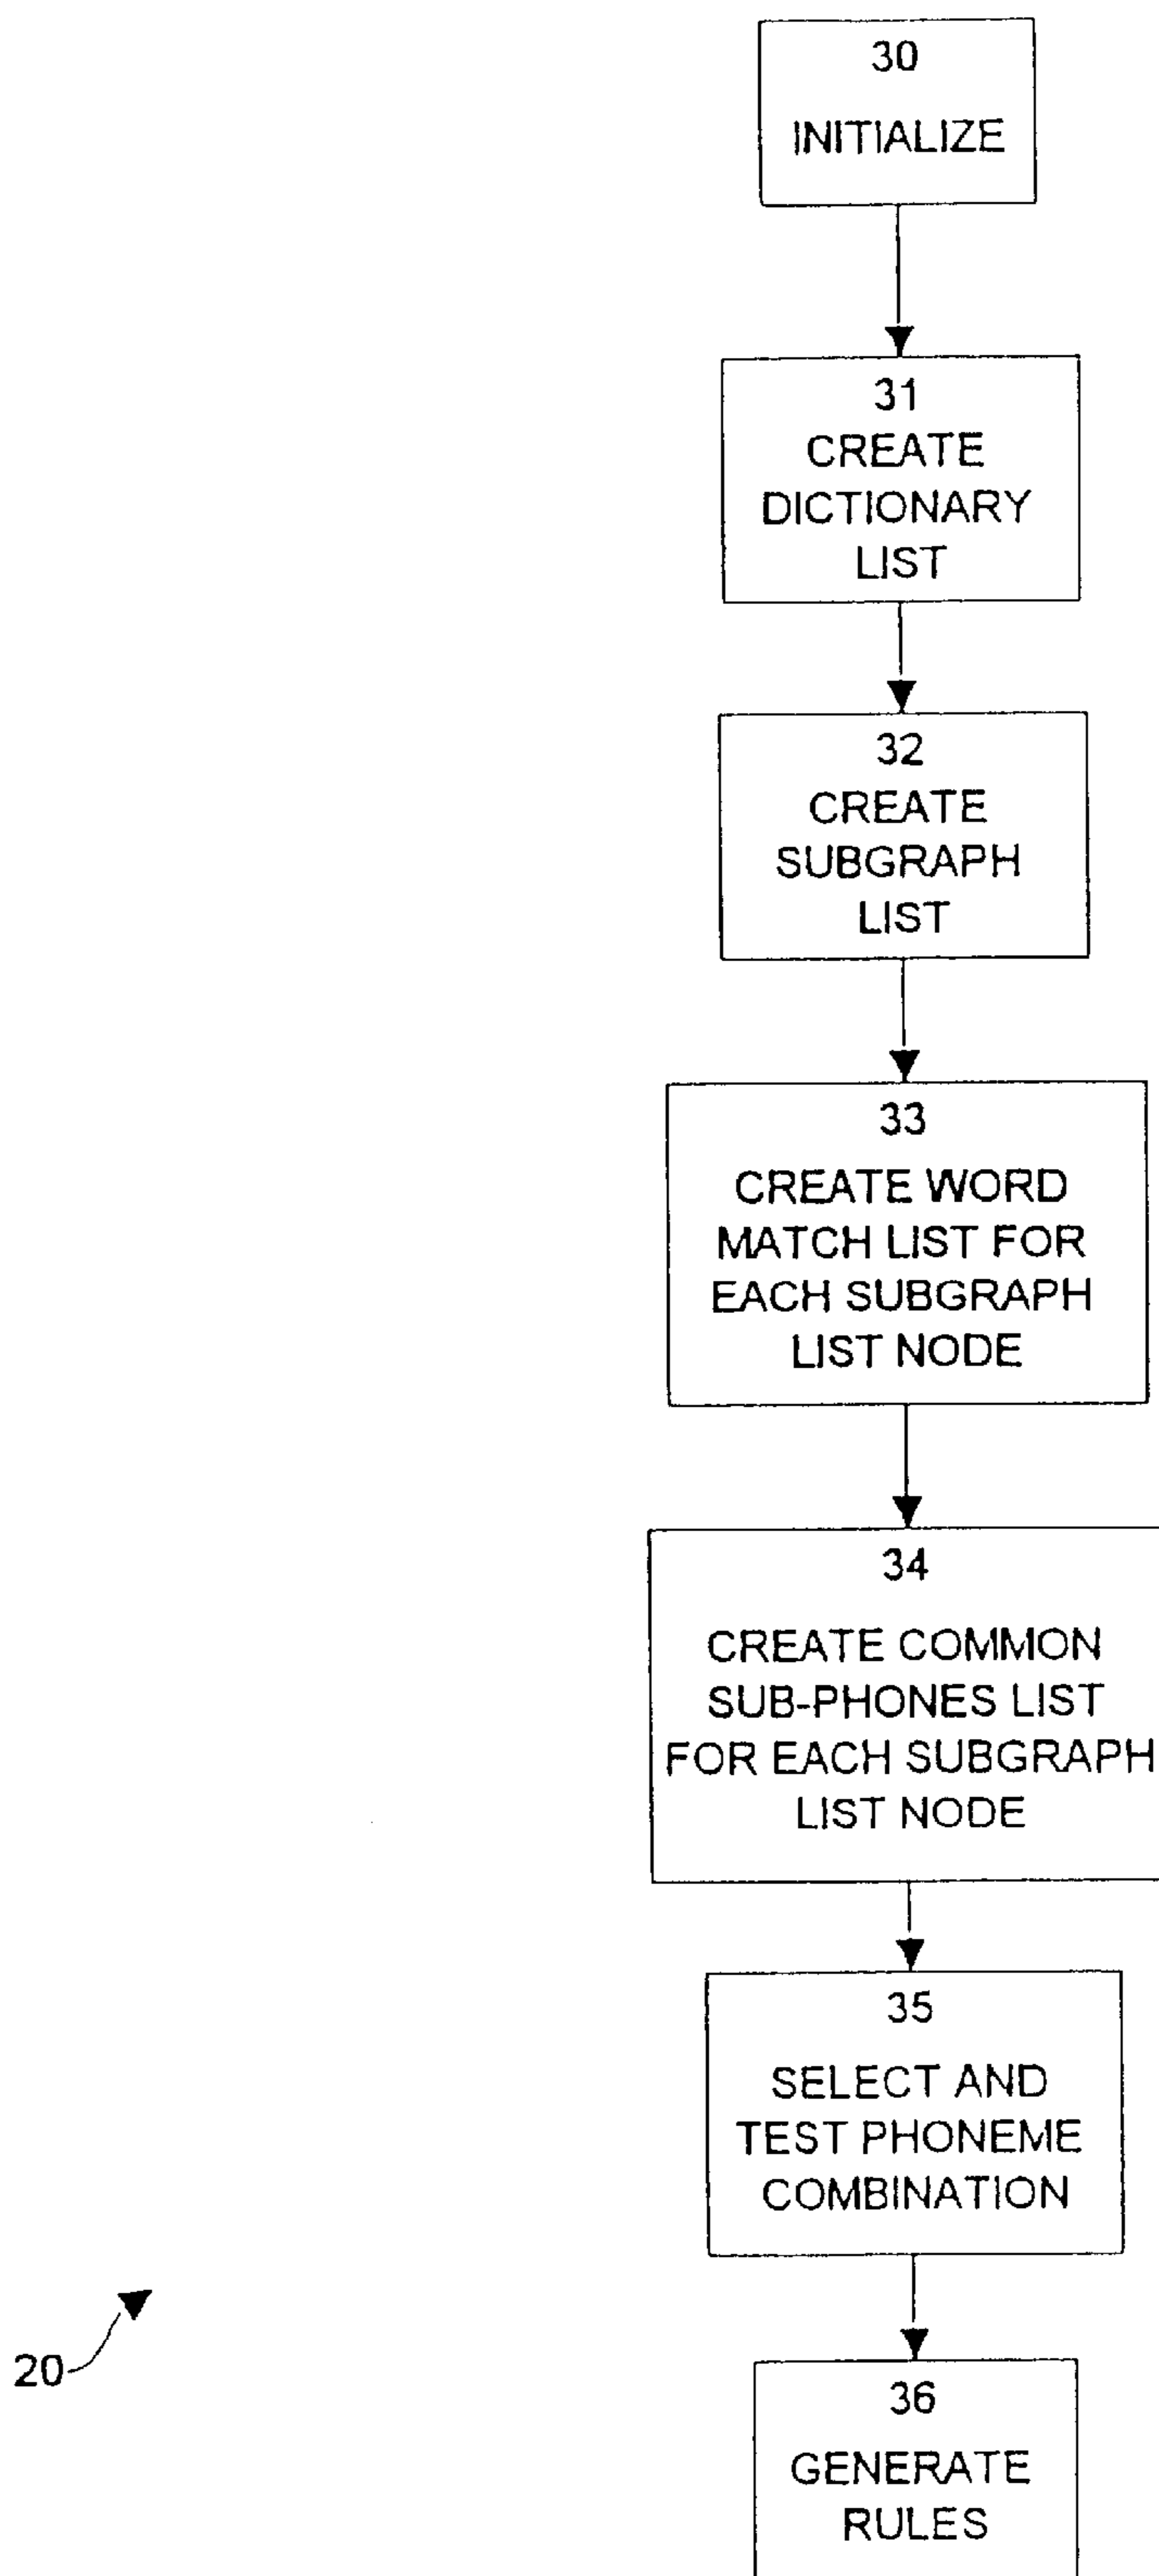 30
INITIALIZE
31
CREATE
DICTIONARY
LIST
32
CREATE
SUBGRAPH
LIST
33
CREATE WORD
MATCH LIST FOR
EACH SUBGRAPH
LIST NODE
34
CREATE COMMON
SUB-PHONES LIST
FOR EACH SUBGRAPH
LIST NODE
35
SELECT AND
TEST PHONEME
COMBINATION
20
36
GENERATE
RULES